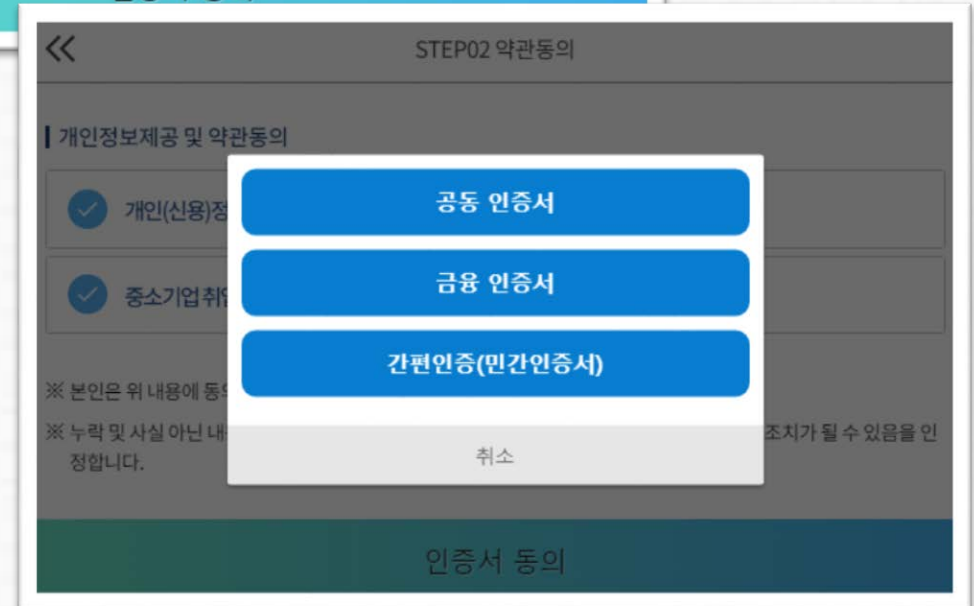 STEP02 약관동의
개인정보제공 및 약관동의
개인(신용)정
중소기업 취업
공동 인증서
금융 인증서
간편인증(민간인증서)
취소
※ 본인은 위 내용에 동의
※ 누락 및 사실 아닌 내 조치가 될 수 있음을 인
정합니다.
인증서 동의